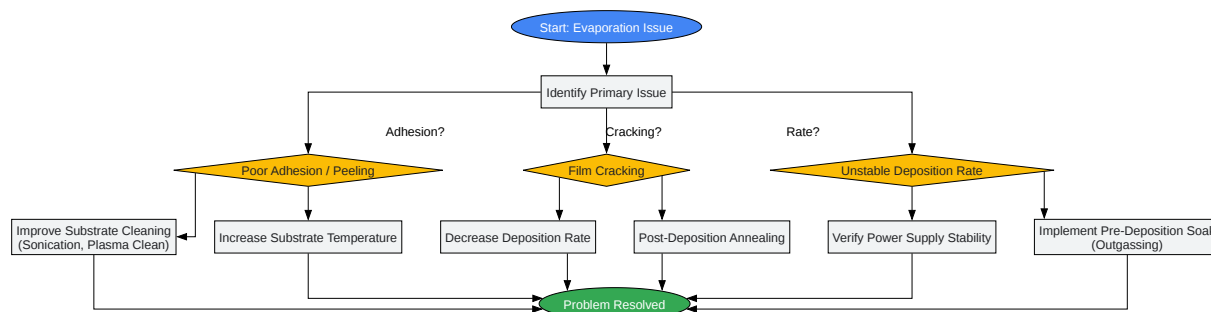 Start: Evaporation Issue
Identify Primary Issue
Adhesion?
Cracking?
Rate?
Poor Adhesion / Peeling
Film Cracking
Unstable Deposition Rate
Improve Substrate Cleaning
(Sonication, Plasma Clean)
Increase Substrate Temperature
Decrease Deposition Rate
Post-Deposition Annealing
Verify Power Supply Stability
Implement Pre-Deposition Soak
(Outgassing)
Problem Resolved